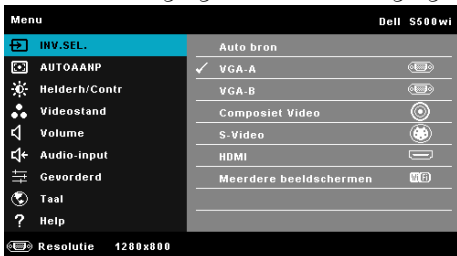 Menu Dell S500wi
INV.SEL. Auto bron
AUTOAANP VGA-A
Helderh/Contr VGA-B
Videostand Composiet Video
Volume S-Video
Audio-input HDMI
Gevorderd Meerdere beeldschermen WiFi
Taal
? Help
Resolutie 1280x800